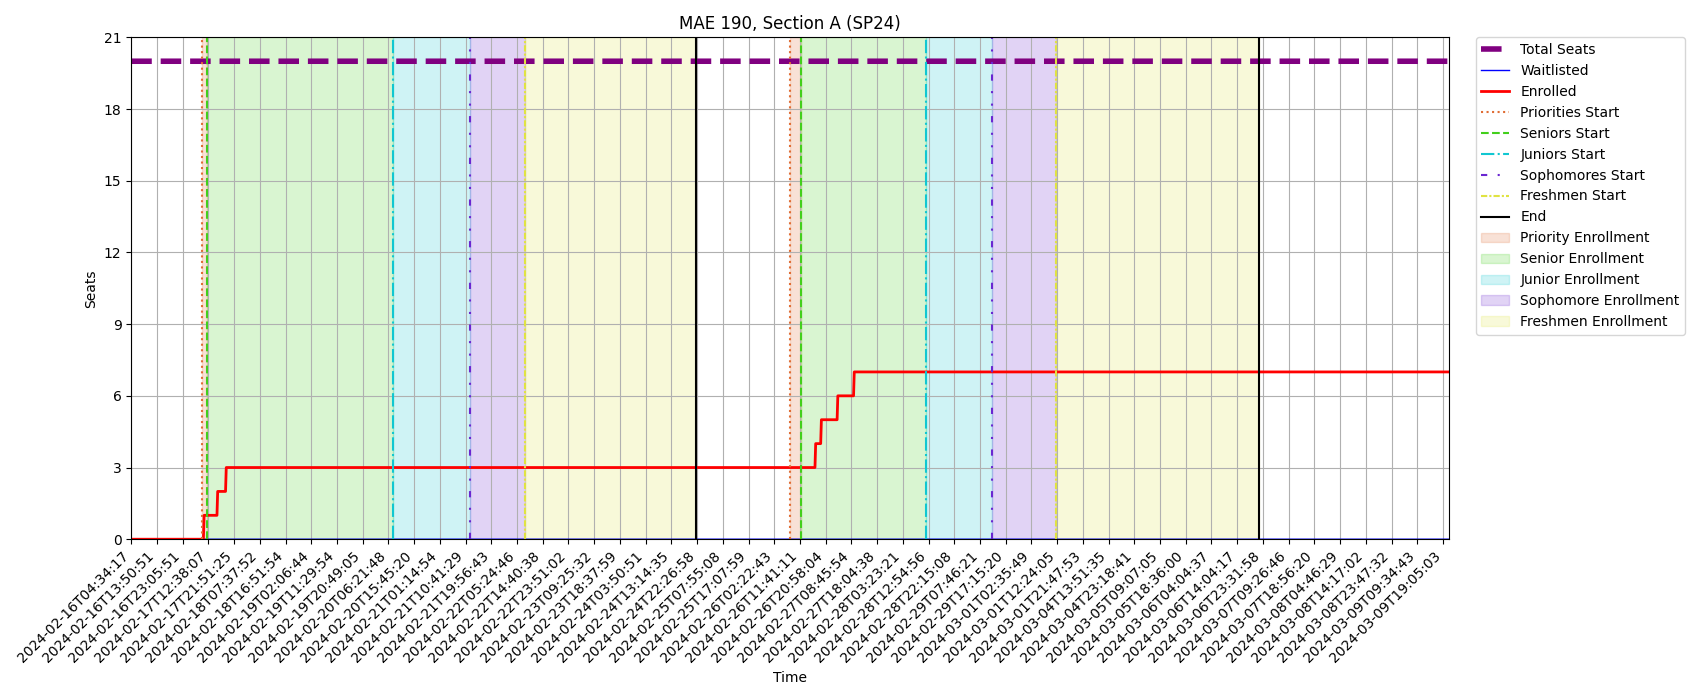 MAE 190, Section A (SP24)
21
18
15
12
9
6
3
0
Seats
2024-02-16T04:34:17
2024-02-16T13:50:51
2024-02-16T23:05:51
2024-02-17T12:38:07
2024-02-17T21:51:25
2024-02-18T07:37:52
2024-02-18T16:51:54
2024-02-19T02:06:44
2024-02-19T11:29:54
2024-02-19T20:49:05
2024-02-20T06:21:48
2024-02-20T15:45:20
2024-02-21T01:14:54
2024-02-21T10:41:29
2024-02-21T19:56:43
2024-02-22T05:24:46
2024-02-22T14:40:38
2024-02-22T23:51:02
2024-02-23T09:25:32
2024-02-23T18:37:59
2024-02-24T03:50:51
2024-02-24T13:14:35
2024-02-24T22:26:58
2024-02-25T07:55:08
2024-02-25T17:07:59
2024-02-26T02:22:43
2024-02-26T11:41:11
2024-02-26T20:58:04
2024-02-27T08:45:54
2024-02-27T18:04:38
2024-02-28T03:23:21
2024-02-28T12:54:56
2024-02-28T22:15:08
2024-02-29T07:46:21
2024-02-29T17:15:20
2024-03-01T02:35:49
2024-03-01T12:24:05
2024-03-01T21:47:53
2024-03-04T13:51:35
2024-03-04T23:18:41
2024-03-05T09:07:05
2024-03-05T18:36:00
2024-03-06T04:04:37
2024-03-06T14:04:17
2024-03-06T23:31:58
2024-03-07T09:26:46
2024-03-07T18:56:20
2024-03-08T04:46:29
2024-03-08T14:17:02
2024-03-08T23:47:32
2024-03-09T09:34:43
2024-03-09T19:05:03
Time
Total Seats
Waitlisted
Enrolled
Priorities Start
Seniors Start
Juniors Start
Sophomores Start
Freshmen Start
End
Priority Enrollment
Senior Enrollment
Junior Enrollment
Sophomore Enrollment
Freshmen Enrollment